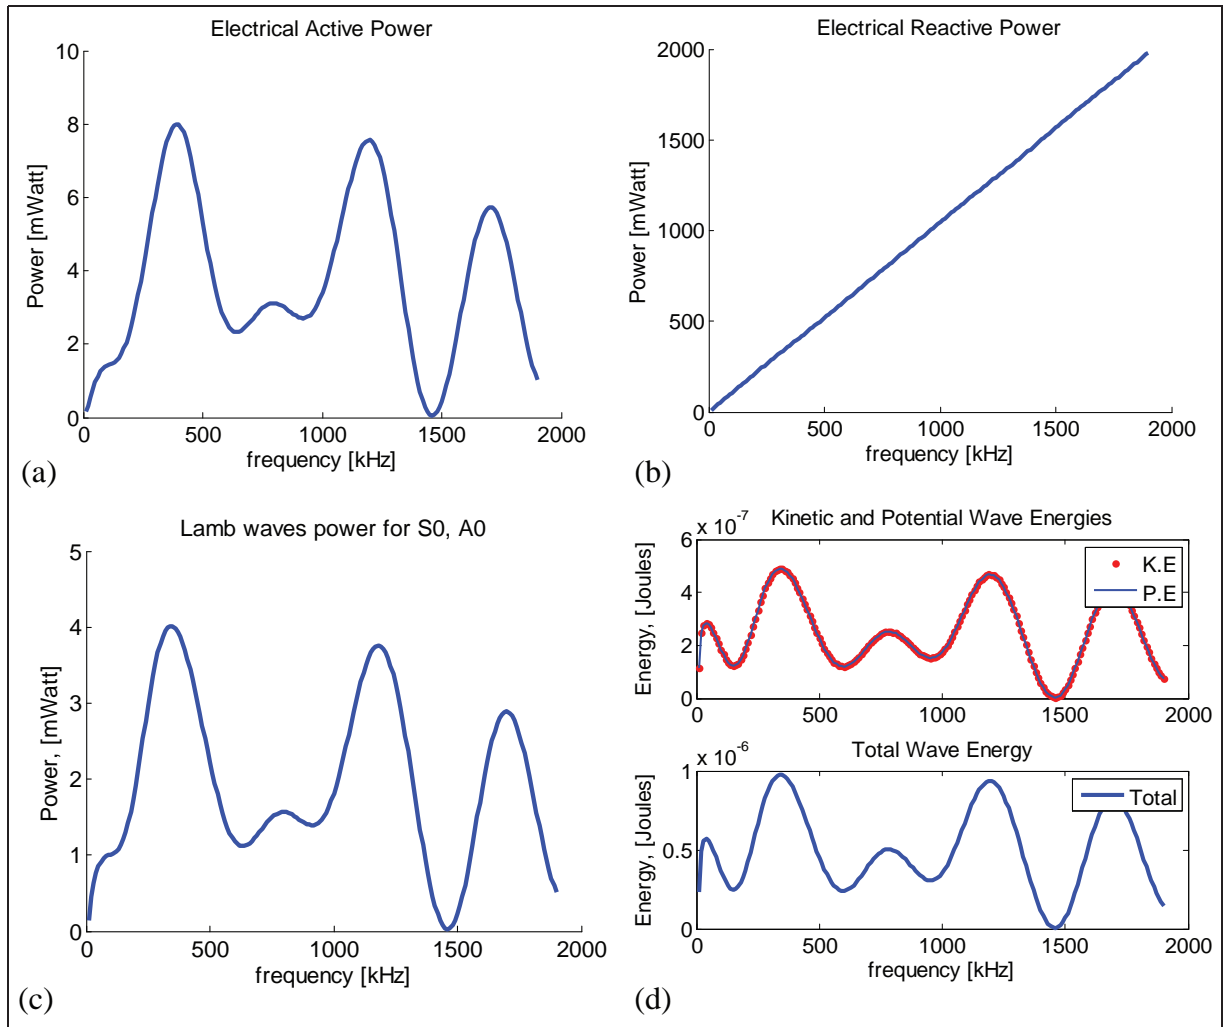 Electrical Active Power
10
8
6
4
2
0
Power [mWatt]
0 500 1000 1500 2000
frequency [kHz]
(a)
Electrical Reactive Power
2000
1500
1000
500
0
Power [mWatt]
0 500 1000 1500 2000
frequency [kHz]
(b)
Lamb waves power for S0, A0
5
4
3
2
1
0
Power, [mWatt]
0 500 1000 1500 2000
frequency [kHz]
(c)
x 10-7
Kinetic and Potential Wave Energies
6
4
2
0
Energy, [Joules]
K.E
P.E
0 500 1000 1500 2000
x 10-6
Total Wave Energy
1
0.5
0
Energy, [Joules]
Total
0 500 1000 1500 2000
frequency [kHz]
(d)